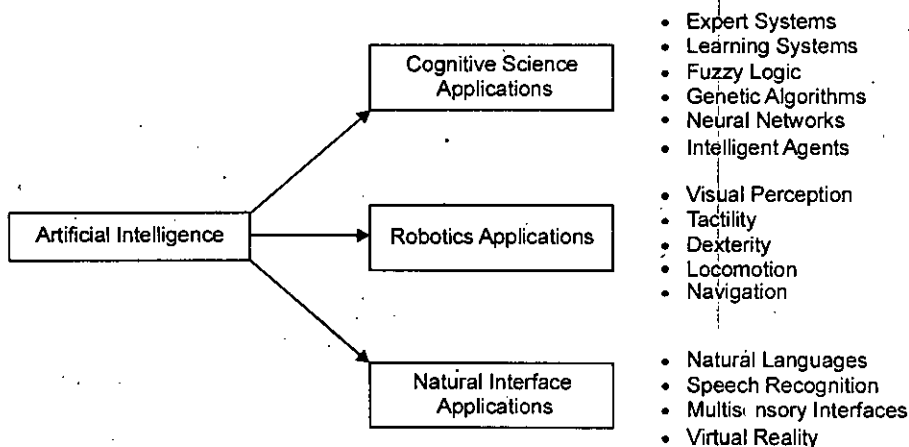 Artificial Intelligence
Cognitive Science
Applications
• Expert Systems
• Learning Systems
• Fuzzy Logic
• Genetic Algorithms
• Neural Networks
• Intelligent Agents
Robotics Applications
• Visual Perception
• Tactility
• Dexterity
• Locomotion
• Navigation
Natural Interface
Applications
• Natural Languages
• Speech Recognition
• Multisensory Interfaces
• Virtual Reality